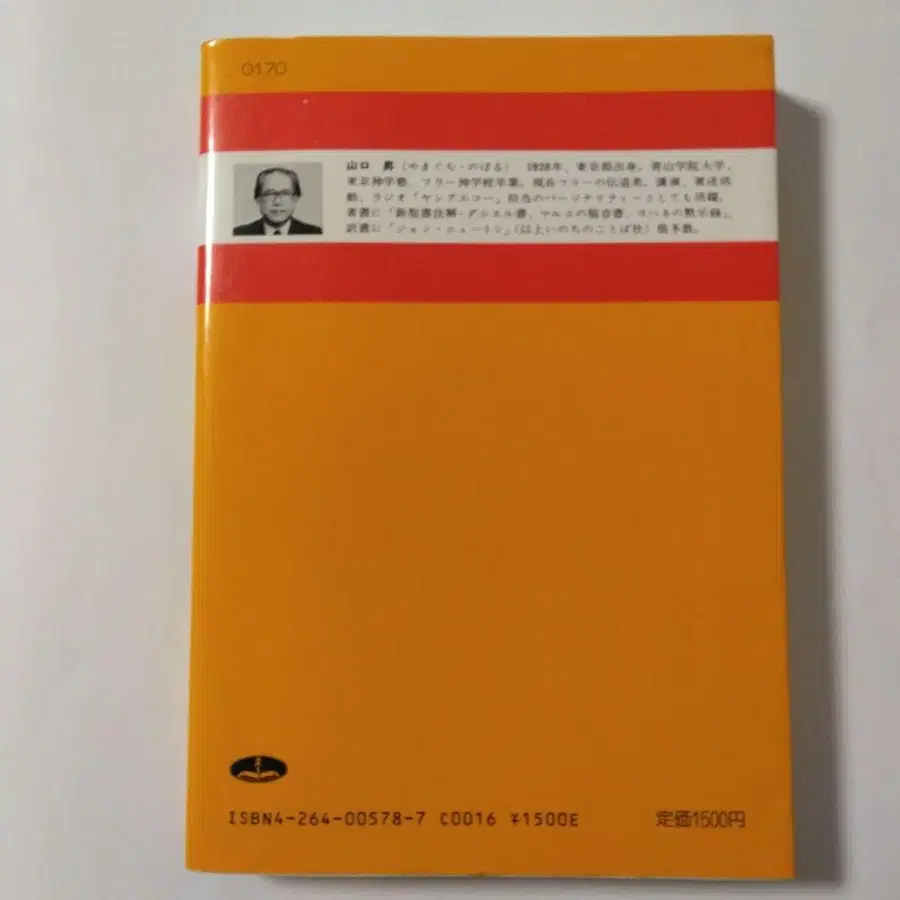 0170
山口 昇 (やまぐち・のぼる) 1928年、東京都出身。青山学院大学、
東京神学塾、フラー神学校卒業。現在フリーの伝道者。講演、著述活
動、ラジオ「ヤングエコー」担当のパーソナリティーとしても活躍。
著書に「新聖書注解・ダニエル書、マルコの福音書、ヨハネの黙示録」、
訳書に「ジョン・ニュートン」(以上いのちのことば社)他多数。
ISBN4-264-00578-7 C0016 ¥1500E 定価1500円